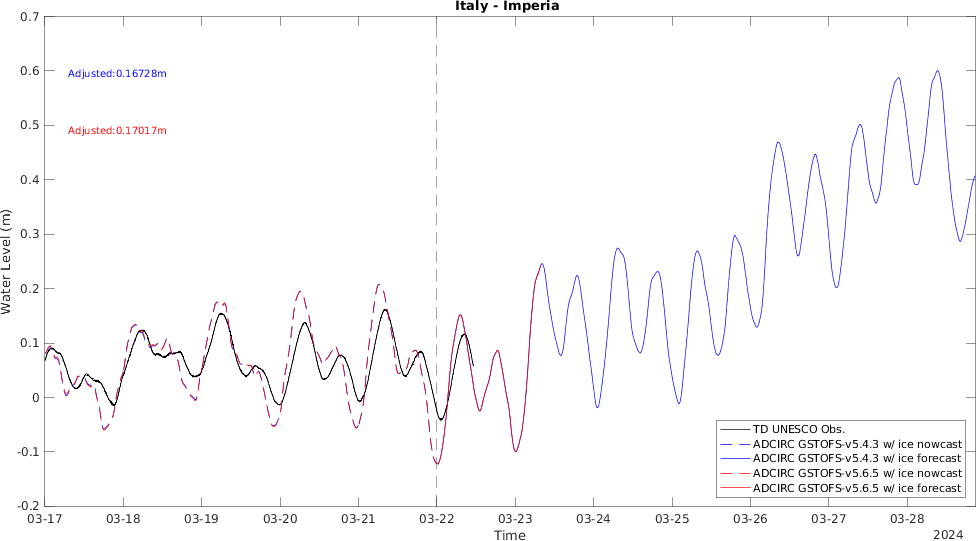 Italy - Imperia
Adjusted:0.16728m
Adjusted:0.17017m
Water Level (m)
0.7
0.6
0.5
0.4
0.3
0.2
0.1
0
-0.1
-0.2
TD UNESCO Obs.
ADCIRC GSTOFS-v5.4.3 w/ ice nowcast
ADCIRC GSTOFS-v5.4.3 w/ ice forecast
ADCIRC GSTOFS-v5.6.5 w/ ice nowcast
ADCIRC GSTOFS-v5.6.5 w/ ice forecast
03-17 03-18 03-19 03-20 03-21 03-22 03-23 03-24 03-25 03-26 03-27 03-28
Time
2024